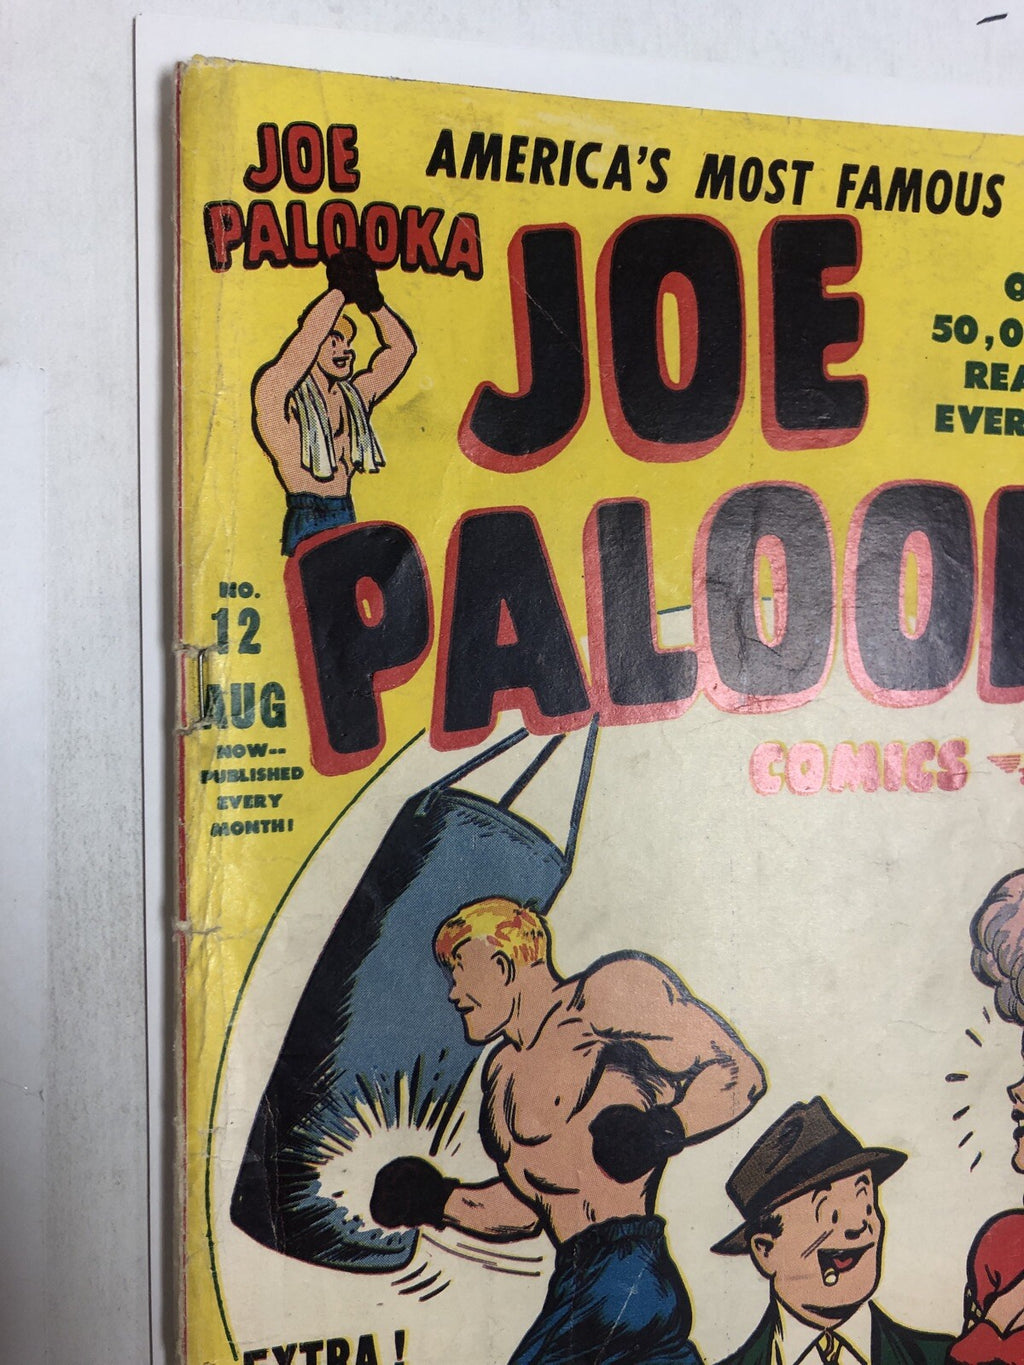 JOE
PALOOKA
AMERICA'S MOST FAMOUS
JOE
PALOO
50,0
REA
EVER
NO.
12
AUG
NOW--
PUBLISHED
EVERY
MONTH!
COMICS
EXTRA!